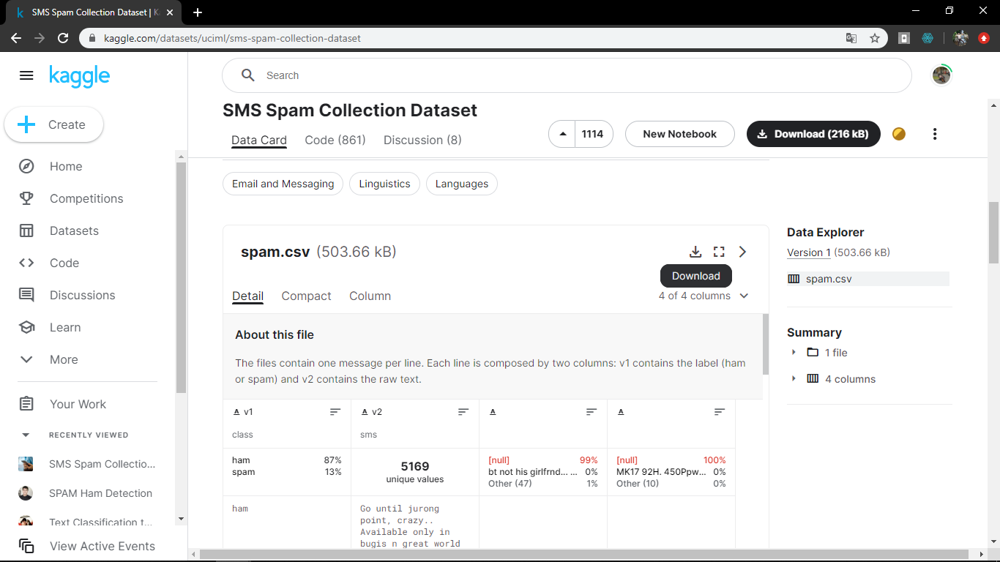 SMS Spam Collection Dataset | K
kaggle.com/datasets/uciml/sms-spam-collection-dataset
kaggle
Search
Create
Home
Competitions
Datasets
Code
Discussions
Learn
More
Your Work
RECENTLY VIEWED
SMS Spam Collectio...
SPAM Ham Detection
Text Classification t...
View Active Events
SMS Spam Collection Dataset
Data Card Code (861) Discussion (8)
1114
New Notebook
Download (216 kB)
Email and Messaging Linguistics Languages
spam.csv (503.66 kB)
Download
Detail Compact Column
4 of 4 columns
About this file
The files contain one message per line. Each line is composed by two columns: v1 contains the label (ham
or spam) and v2 contains the raw text.
A v1 A v2 A A
class sms
ham 87%
spam 13%
5169
unique values
[null] 99%
bt not his girlfrnd... ... 0%
Other (47) 1%
[null] 100%
MK17 92H. 450Ppw... 0%
Other (10) 0%
ham
Go until jurong
point, crazy..
Available only in
bugis n great world
Data Explorer
Version 1 (503.66 kB)
spam.csv
Summary
1 file
4 columns